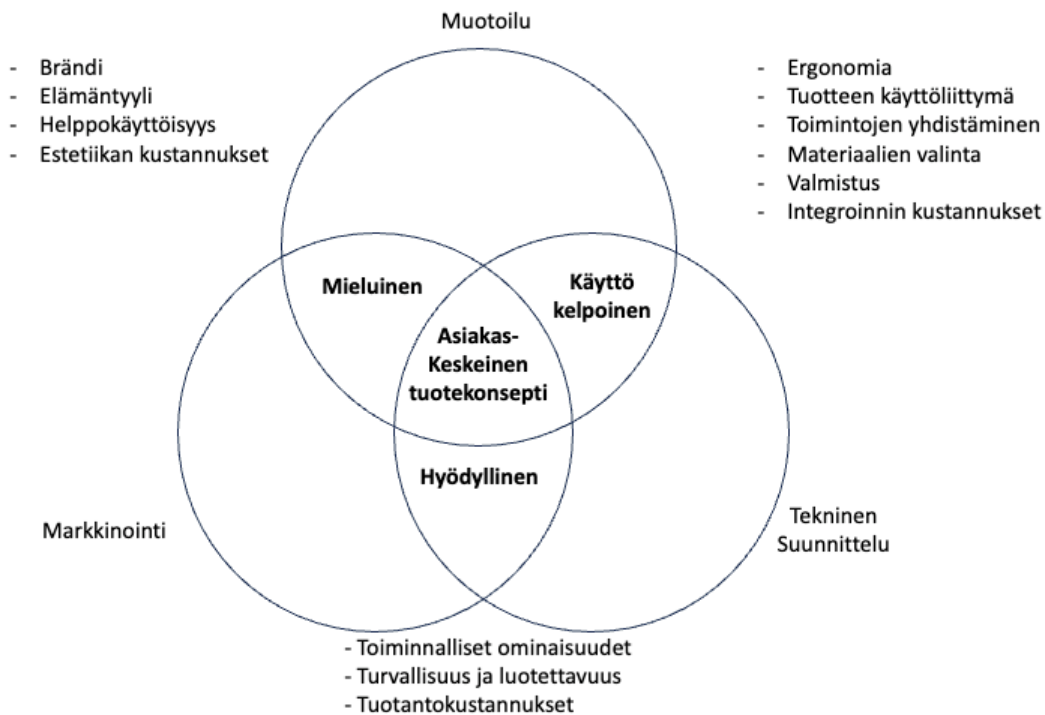 Muotoilu
- Brändi
- Elämäntyyli
- Helppokäyttöisyys
- Estetiikan kustannukset
- Ergonomia
- Tuotteen käyttöliittymä
- Toimintojen yhdistäminen
- Materiaalien valinta
- Valmistus
- Integroinnin kustannukset
Mieluinen
Käyttö
kelpoinen
Asiakas-
Keskeinen
tuotekonsepti
Hyödyllinen
Markkinointi
Tekninen
Suunnittelu
- Toiminnalliset ominaisuudet
- Turvallisuus ja luotettavuus
- Tuotantokustannukset